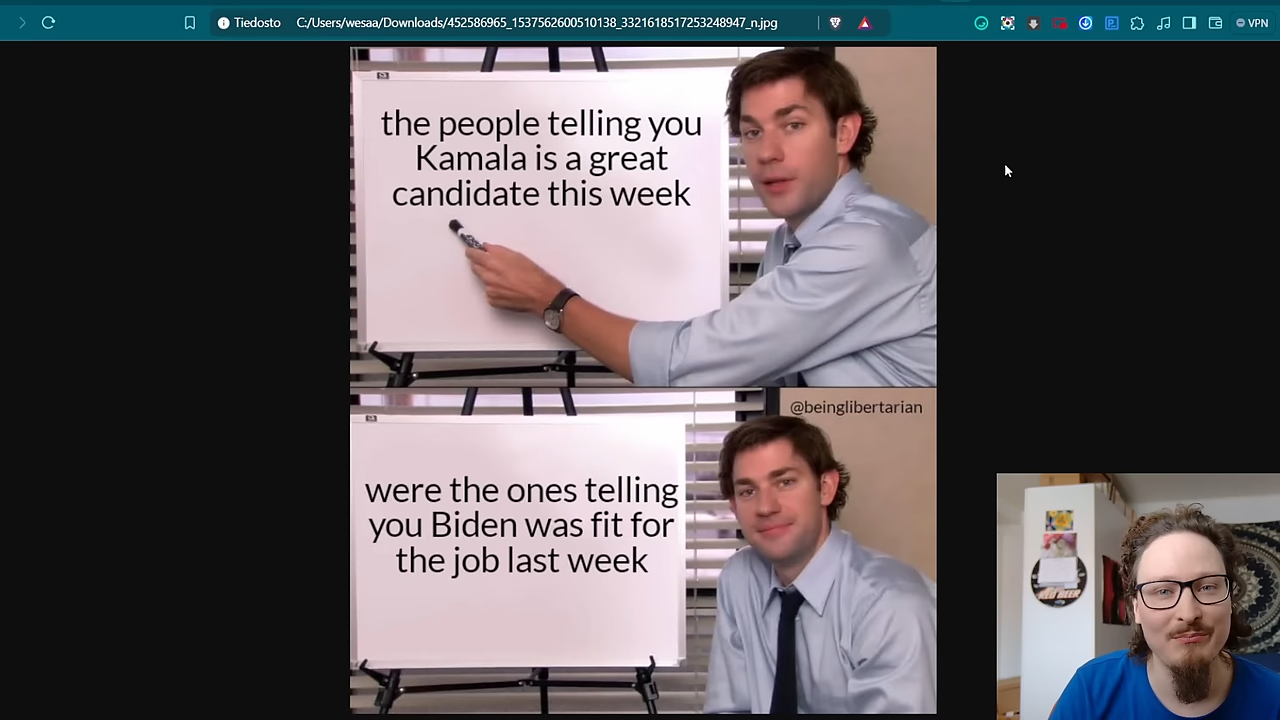 Tiedosto C:/Users/wesaa/Downloads/452586965_1537562600510138_3321618517253248947_n.jpg VPN
the people telling you
Kamala is a great
candidate this week
@beinglibertarian
were the ones telling
you Biden was fit for
the job last week